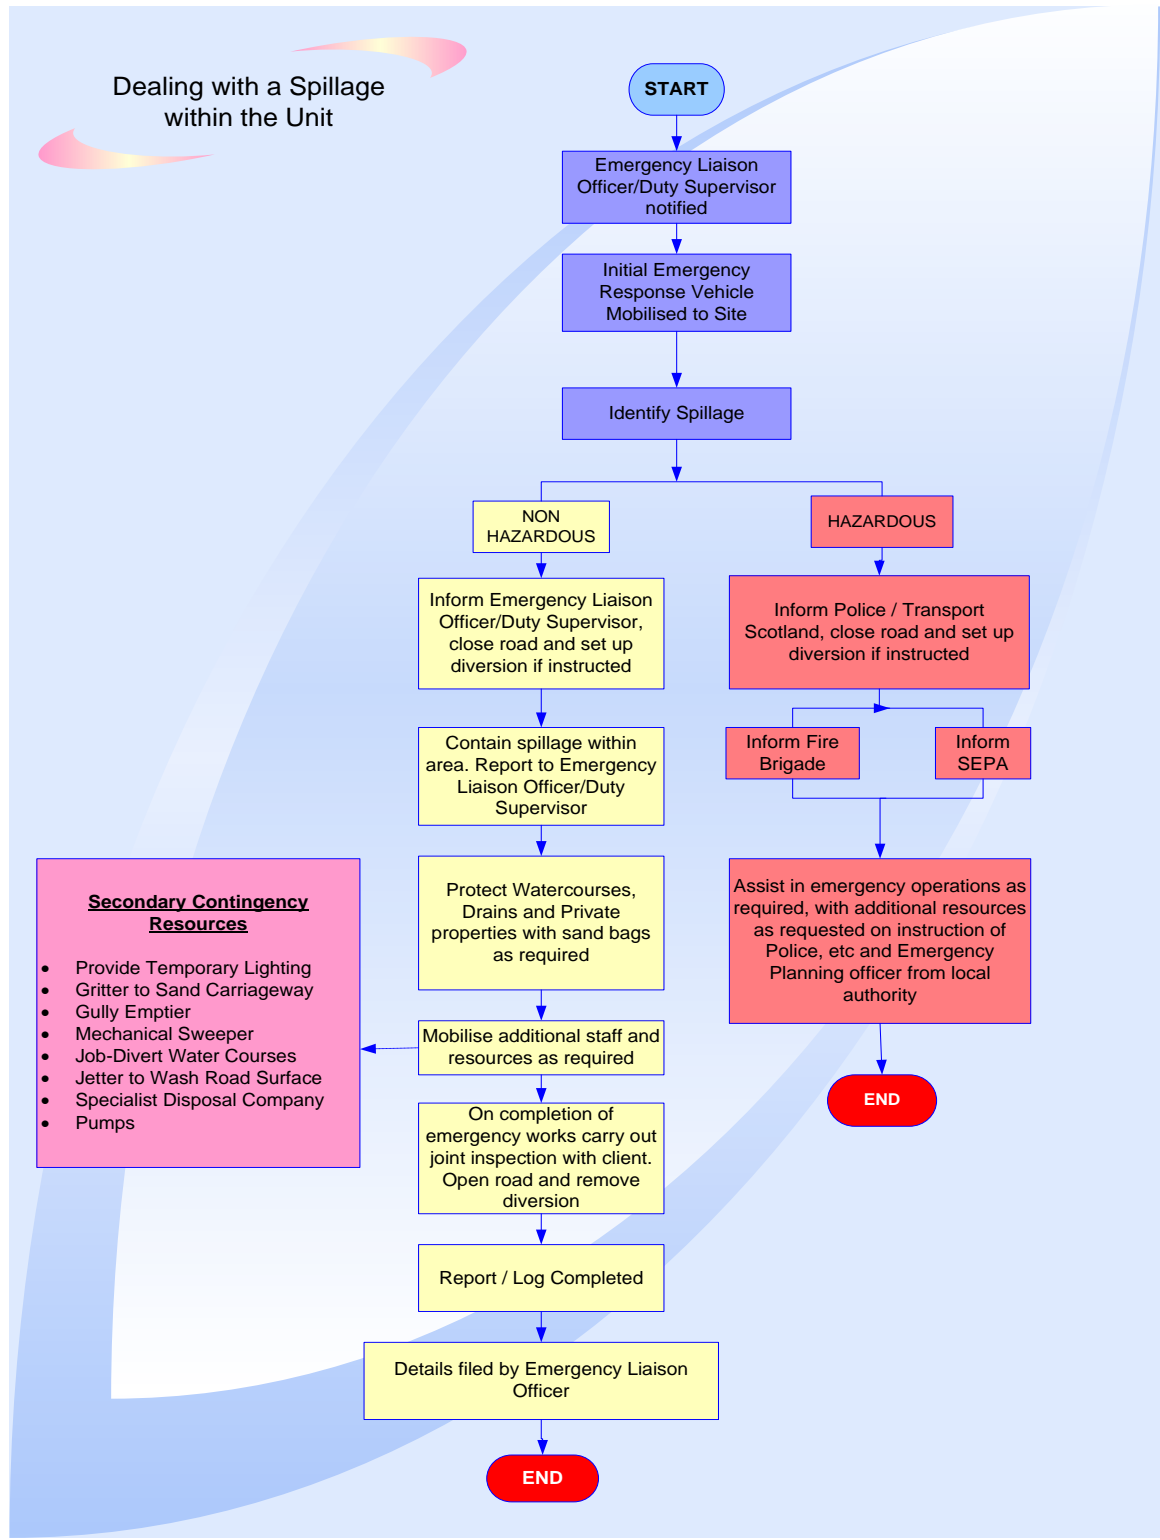 Dealing with a Spillage
within the Unit
START
Emergency Liaison
Officer/Duty Supervisor
notified
Initial Emergency
Response Vehicle
Mobilised to Site
Identify Spillage
NON
HAZARDOUS
HAZARDOUS
Inform Emergency Liaison
Officer/Duty Supervisor,
close road and set up
diversion if instructed
Inform Police / Transport
Scotland, close road and set up
diversion if instructed
Contain spillage within
area. Report to Emergency
Liaison Officer/Duty
Supervisor
Inform Fire
Brigade
Inform
SEPA
Protect Watercourses,
Drains and Private
properties with sand bags
as required
Assist in emergency operations as
required, with additional resources
as requested on instruction of
Police, etc and Emergency
Planning officer from local
authority
Secondary Contingency
Resources
• Provide Temporary Lighting
• Gritter to Sand Carriageway
• Gully Emptier
• Mechanical Sweeper
• Job-Divert Water Courses
• Jetter to Wash Road Surface
• Specialist Disposal Company
• Pumps
Mobilise additional staff and
resources as required
END
On completion of
emergency works carry out
joint inspection with client.
Open road and remove
diversion
Report / Log Completed
Details filed by Emergency Liaison
Officer
END